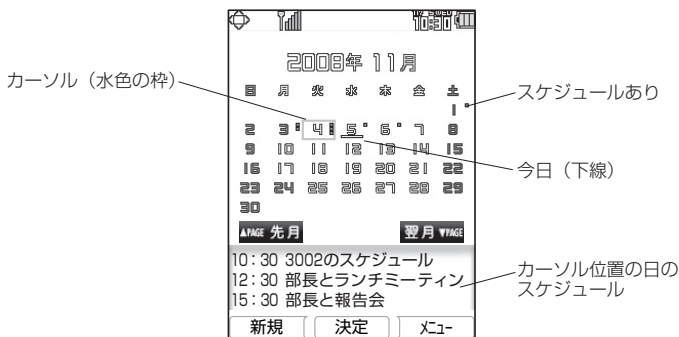 10:30
2008年 11月
日 月 火 水 木 金 土
1
2 3 4 5 6 7 8
9 10 11 12 13 14 15
16 17 18 19 20 21 22
23 24 25 26 27 28 29
30
▲PAGE 先月 翌月 ▼PAGE
10:30 3002のスケジュール
12:30 部長とランチミーティン
15:30 部長と報告会
新規 決定 メニュー
カーソル（水色の枠）
スケジュールあり
今日（下線）
カーソル位置の日の
スケジュール